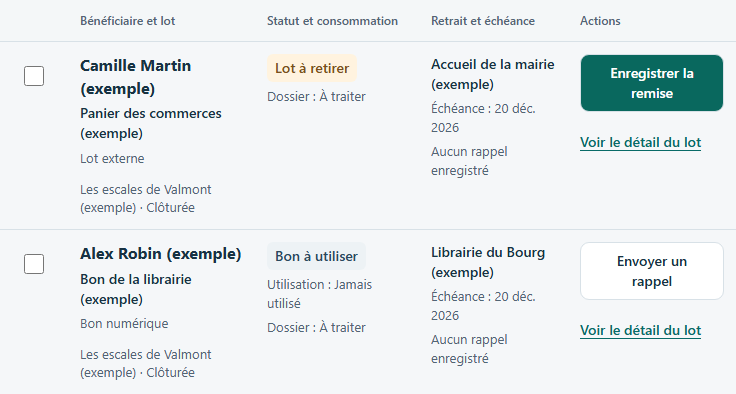 Bénéficiaire et lot
Statut et consommation
Retrait et échéance
Actions
Camille Martin
(exemple)
Panier des commerces
(exemple)
Lot externe
Les escales de Valmont
(exemple) · Clôturée
Lot à retirer
Dossier : À traiter
Accueil de la mairie
(exemple)
Échéance : 20 déc.
2026
Aucun rappel
enregistré
Enregistrer la
remise
Voir le détail du lot
Alex Robin (exemple)
Bon de la librairie
(exemple)
Bon numérique
Les escales de Valmont
(exemple) · Clôturée
Bon à utiliser
Utilisation : Jamais
utilisé
Dossier : À traiter
Librairie du Bourg
(exemple)
Échéance : 20 déc.
2026
Aucun rappel
enregistré
Envoyer un
rappel
Voir le détail du lot